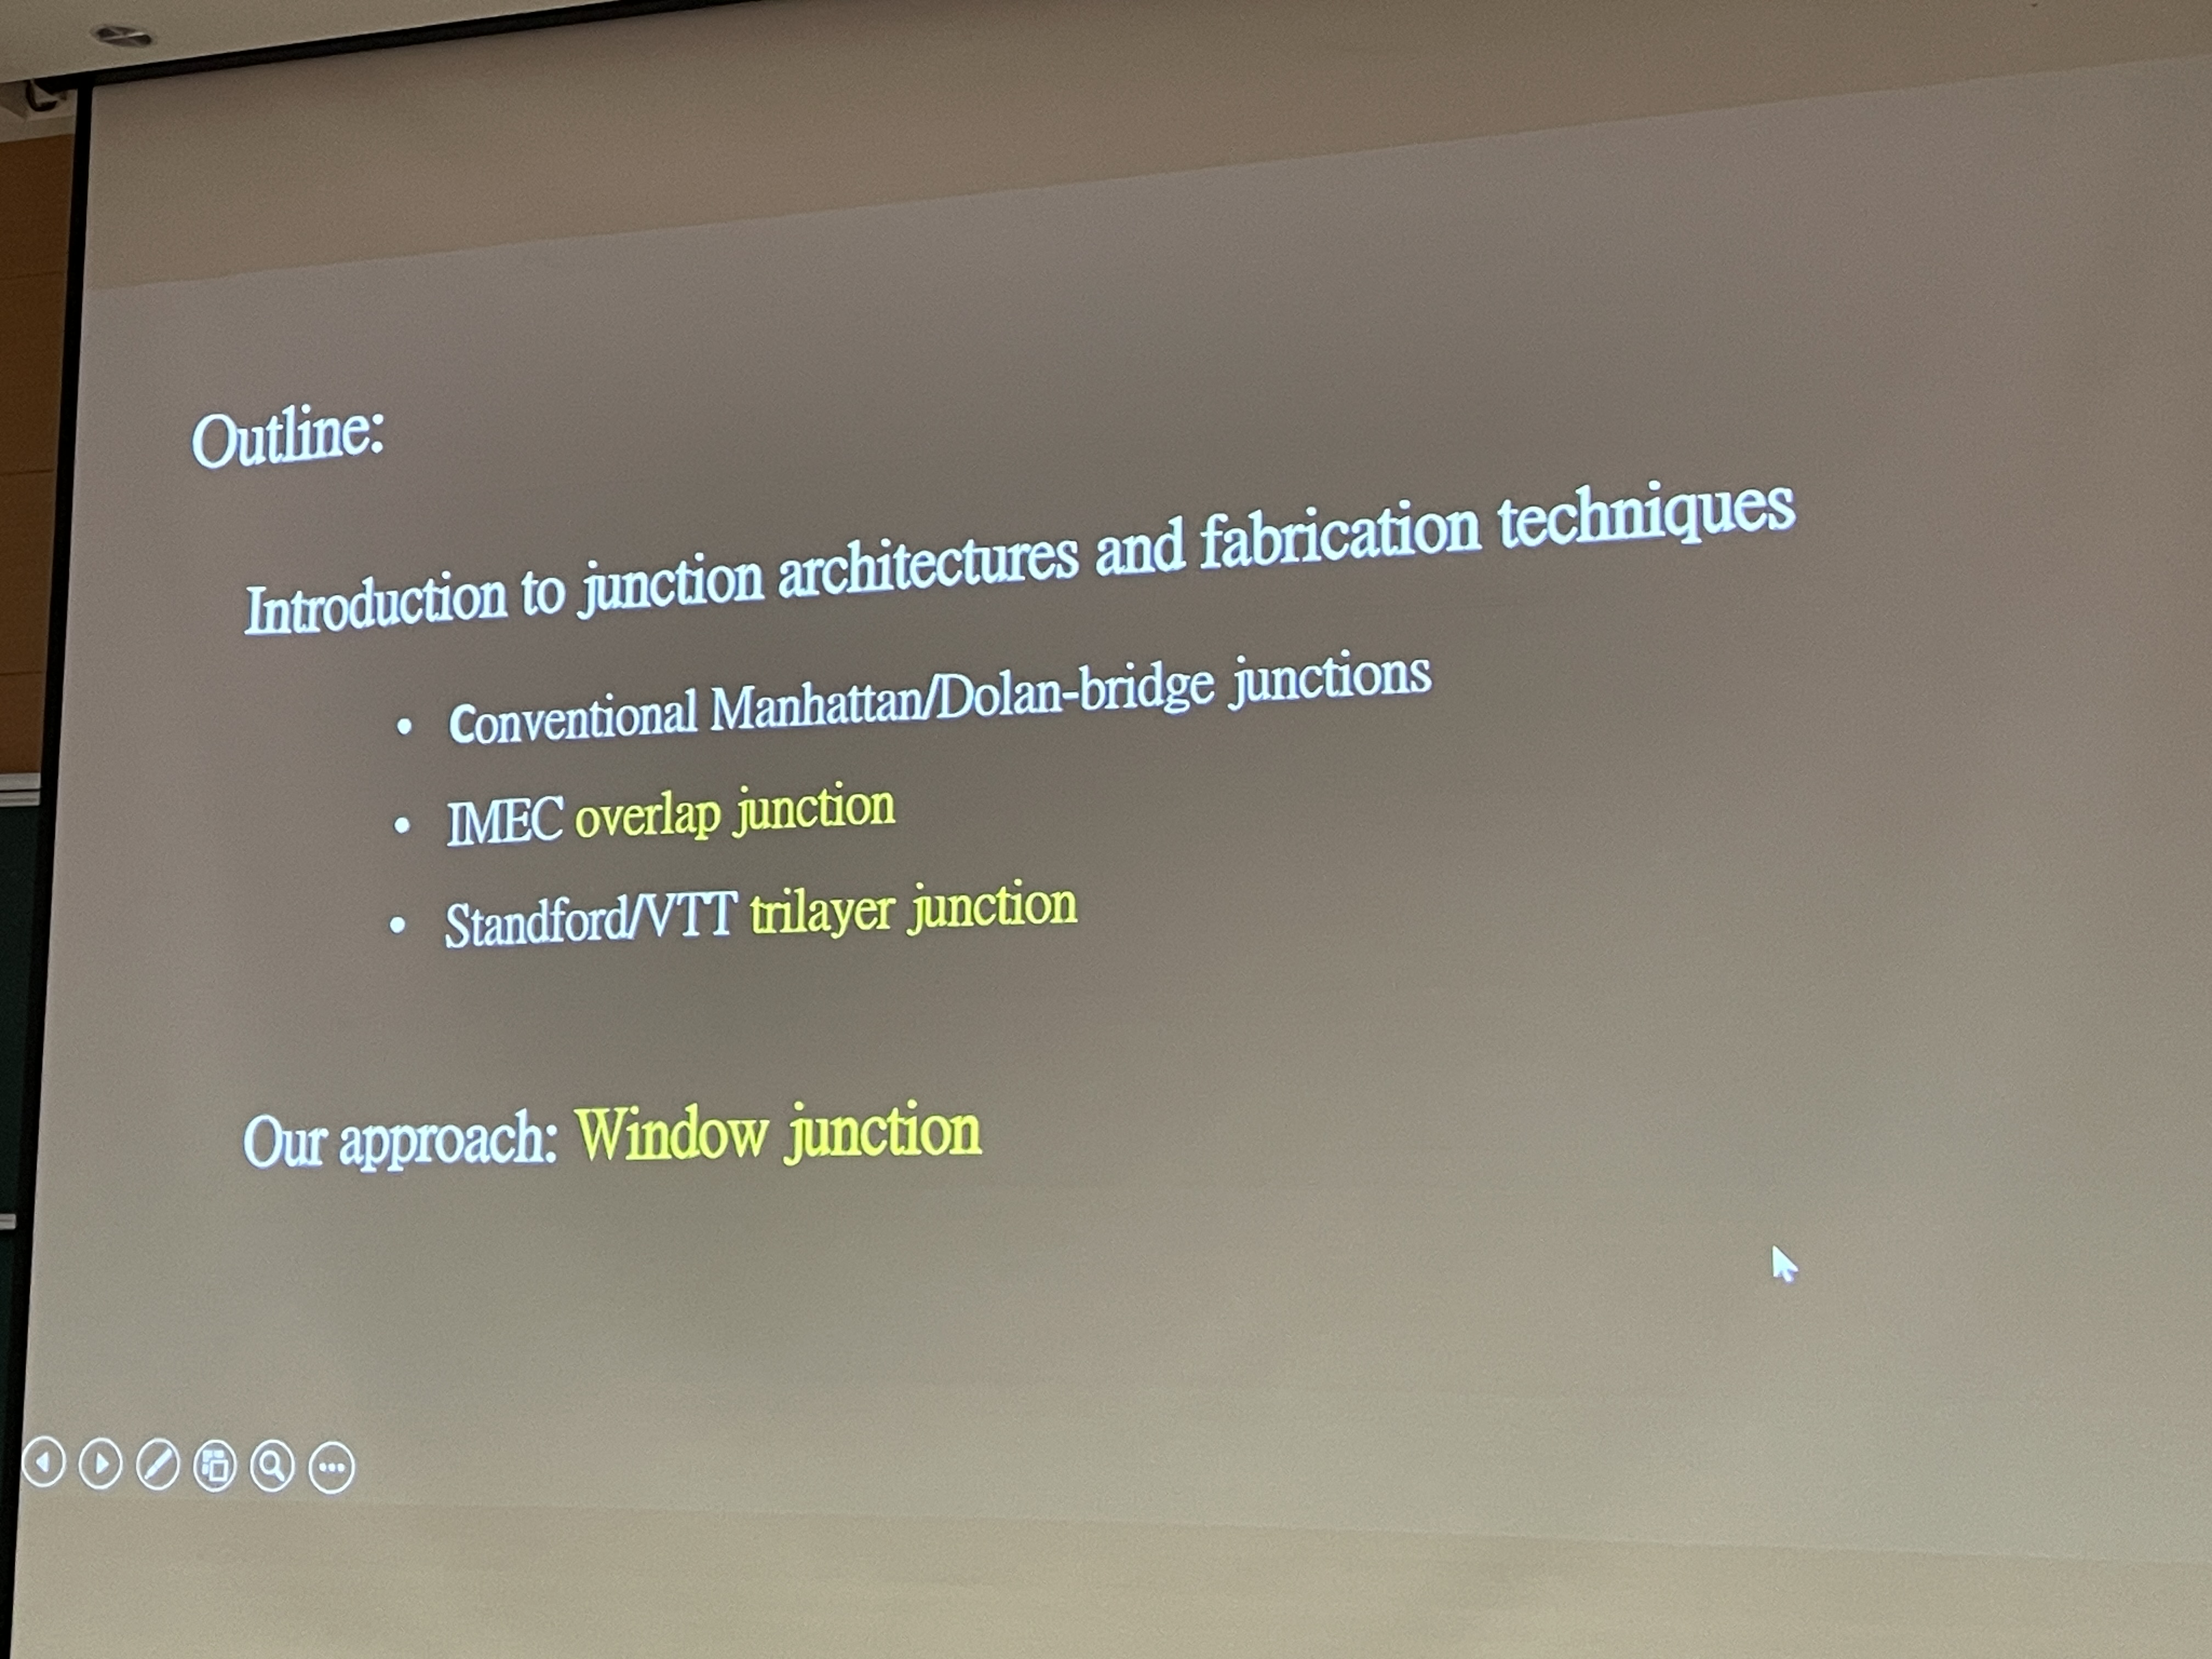 Outline:
Introduction to junction architectures and fabrication techniques
• Conventional Manhattan/Dolan-bridge junctions
• IMEC overlap junction
• Standford/VTT trilayer junction
Our approach: Window junction